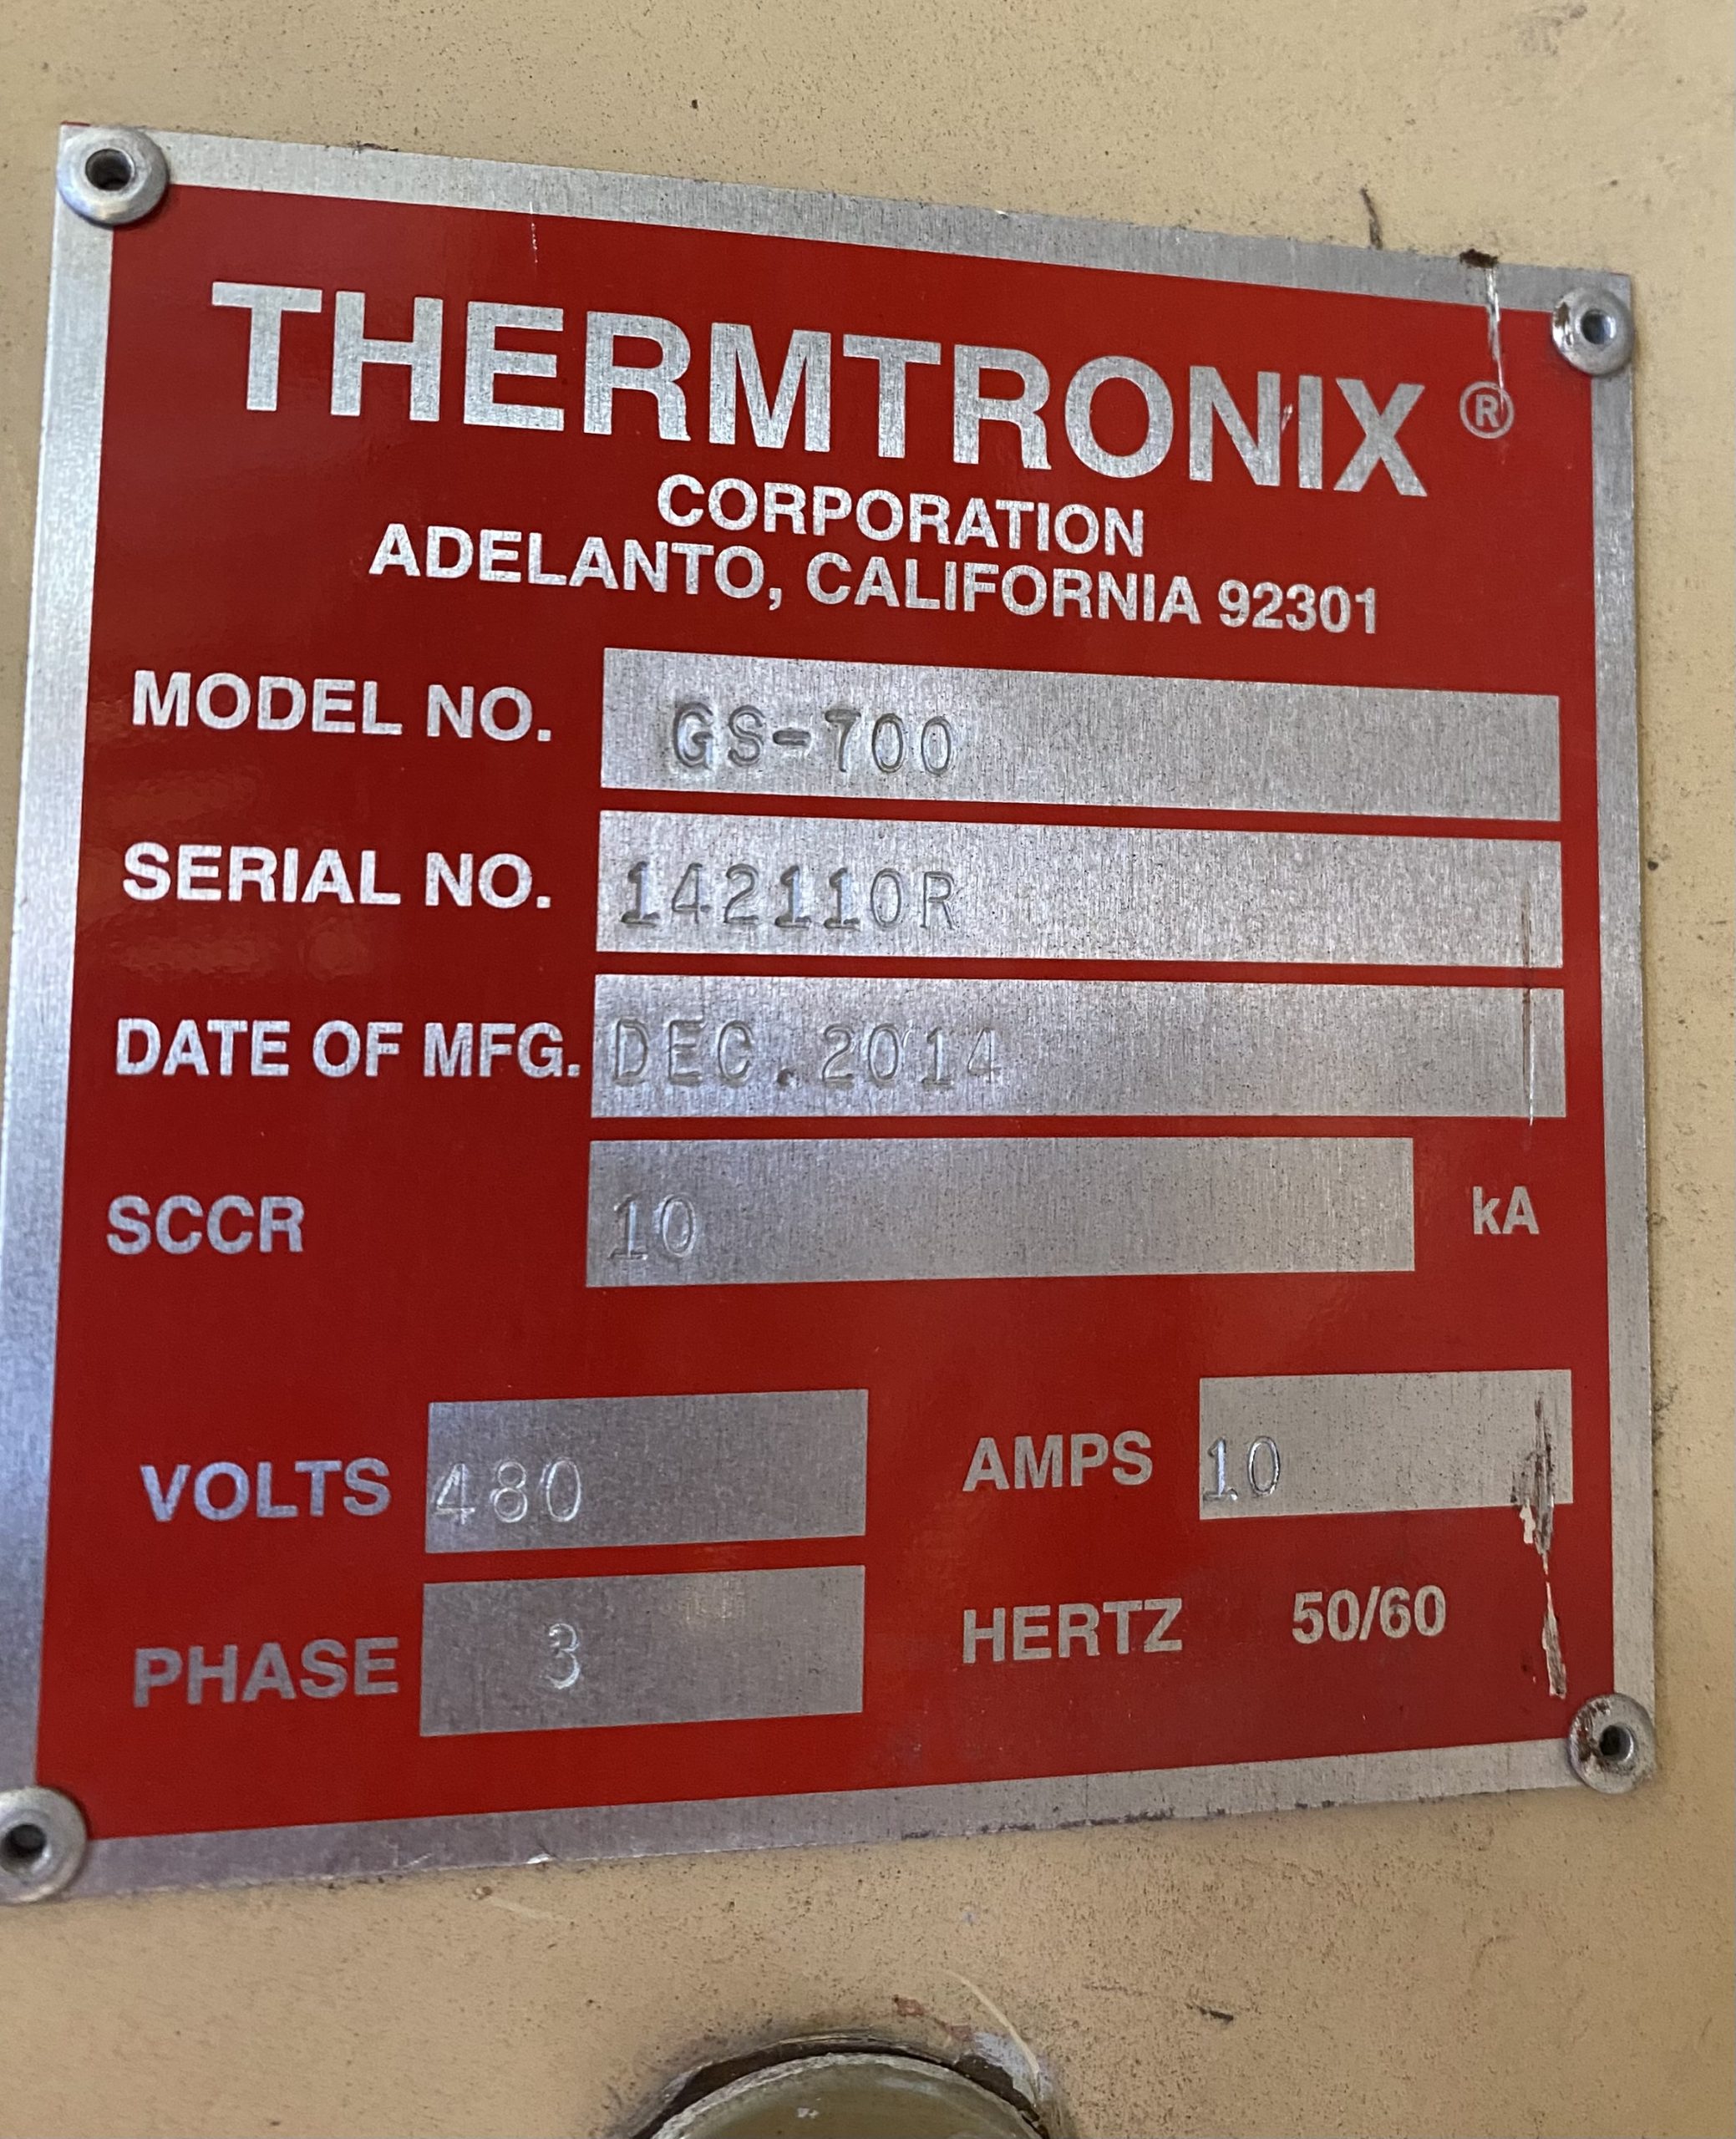 THERMTRONIX ®
CORPORATION
ADELANTO, CALIFORNIA 92301
MODEL NO. GS-700
SERIAL NO. 142110R
DATE OF MFG. DEC.2014
SCCR 10 kA
VOLTS 480 AMPS 10
PHASE 3 HERTZ 50/60